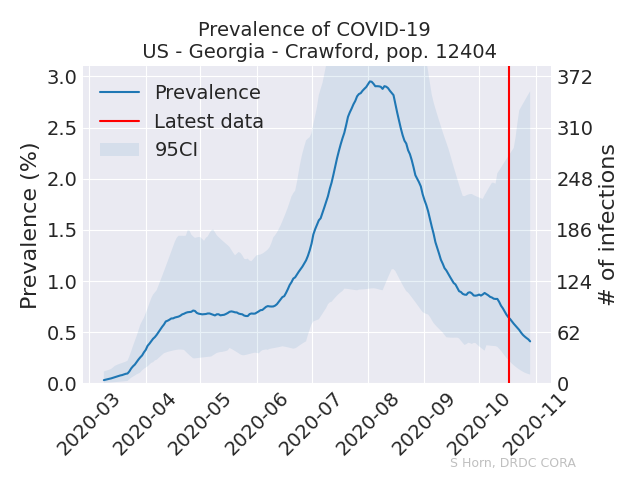 Prevalence of COVID-19
US - Georgia - Crawford, pop. 12404
Prevalence
Latest data
95CI
Prevalence (%)
3.0
2.5
2.0
1.5
1.0
0.5
0.0
372
310
248
186
124
62
0
# of infections
2020-03
2020-04
2020-05
2020-06
2020-07
2020-08
2020-09
2020-10
2020-11
S Horn, DRDC CORA